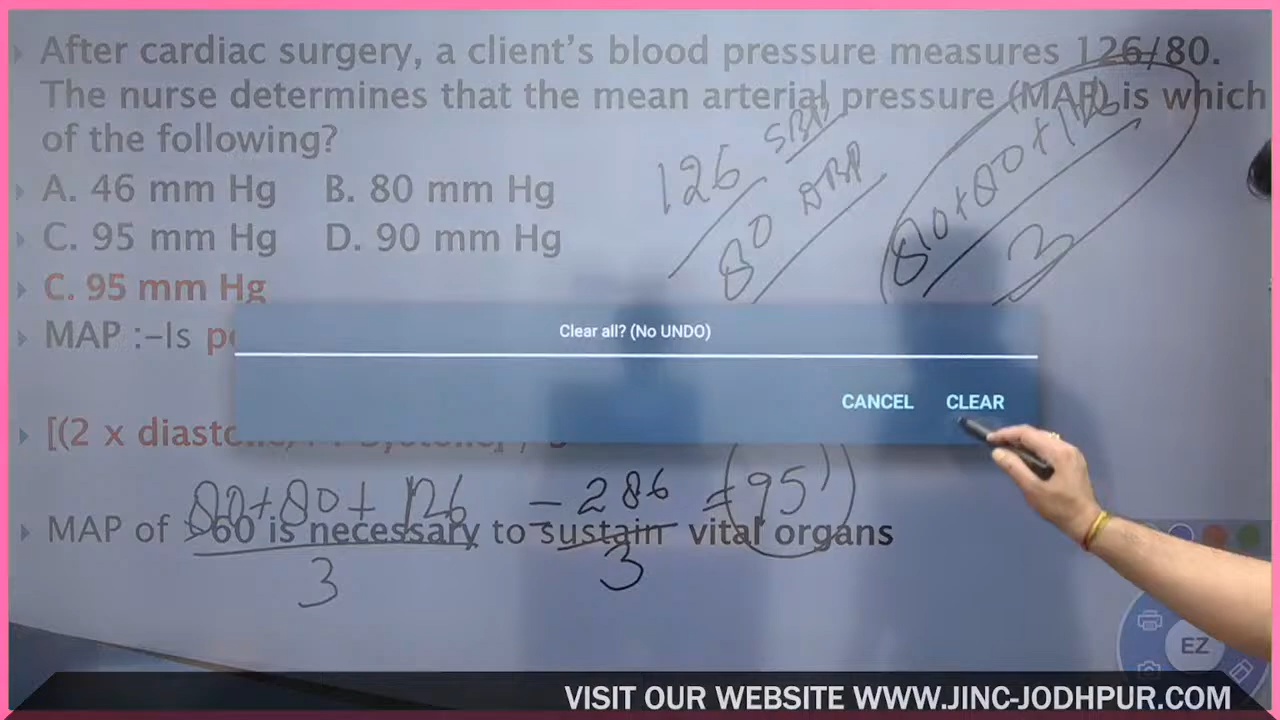 After cardiac surgery, a client's blood pressure measures 126/80.
The nurse determines that the mean arterial pressure (MAP) is which
of the following?
A. 46 mm Hg B. 80 mm Hg
C. 95 mm Hg D. 90 mm Hg
C. 95 mm Hg
126 SBP
80 DBP
80+80+126
3
MAP :-Is
Clear all? (No UNDO)
CANCEL CLEAR
[(2 x
80+80+126 = 286 = 95
3 3
MAP of >60 is necessary to sustain vital organs
EZ
VISIT OUR WEBSITE WWW.JINC-JODHPUR.COM